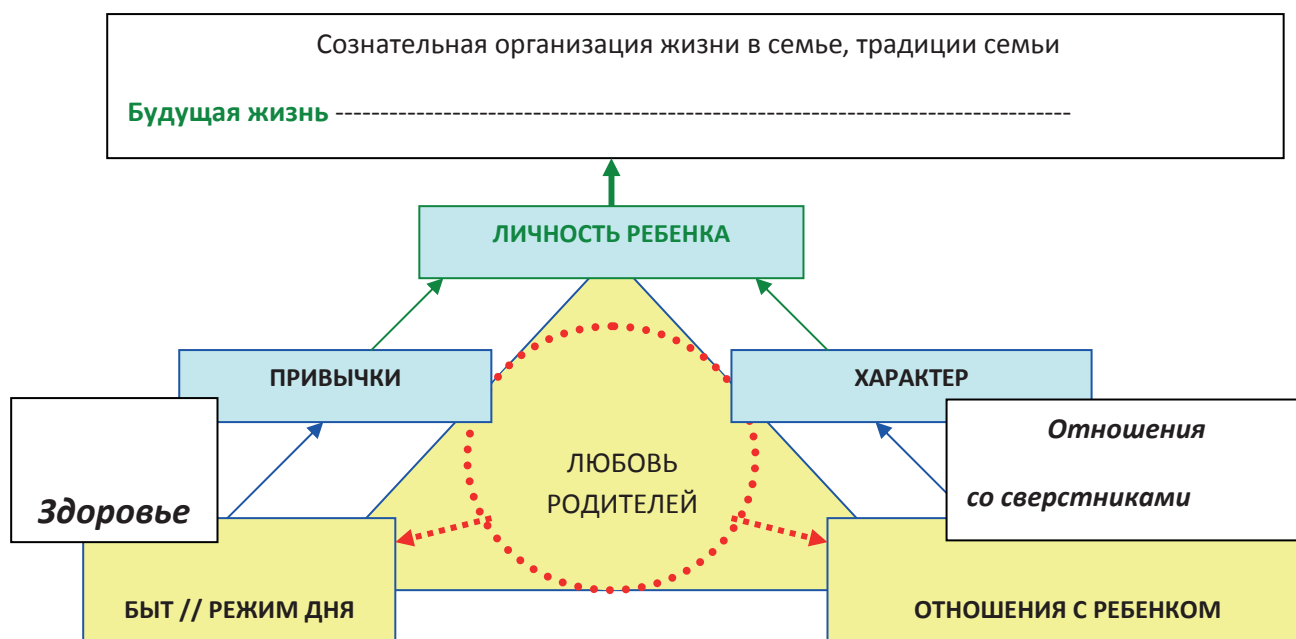 Сознательная организация жизни в семье, традиции семьи
Будущая жизнь ----------------------------------------------------------------------------------
ЛИЧНОСТЬ РЕБЕНКА
ПРИВЫЧКИ
ХАРАКТЕР
Отношения
со сверстниками
ЛЮБОВЬ
РОДИТЕЛЕЙ
Здоровье
БЫТ // РЕЖИМ ДНЯ
ОТНОШЕНИЯ С РЕБЕНКОМ